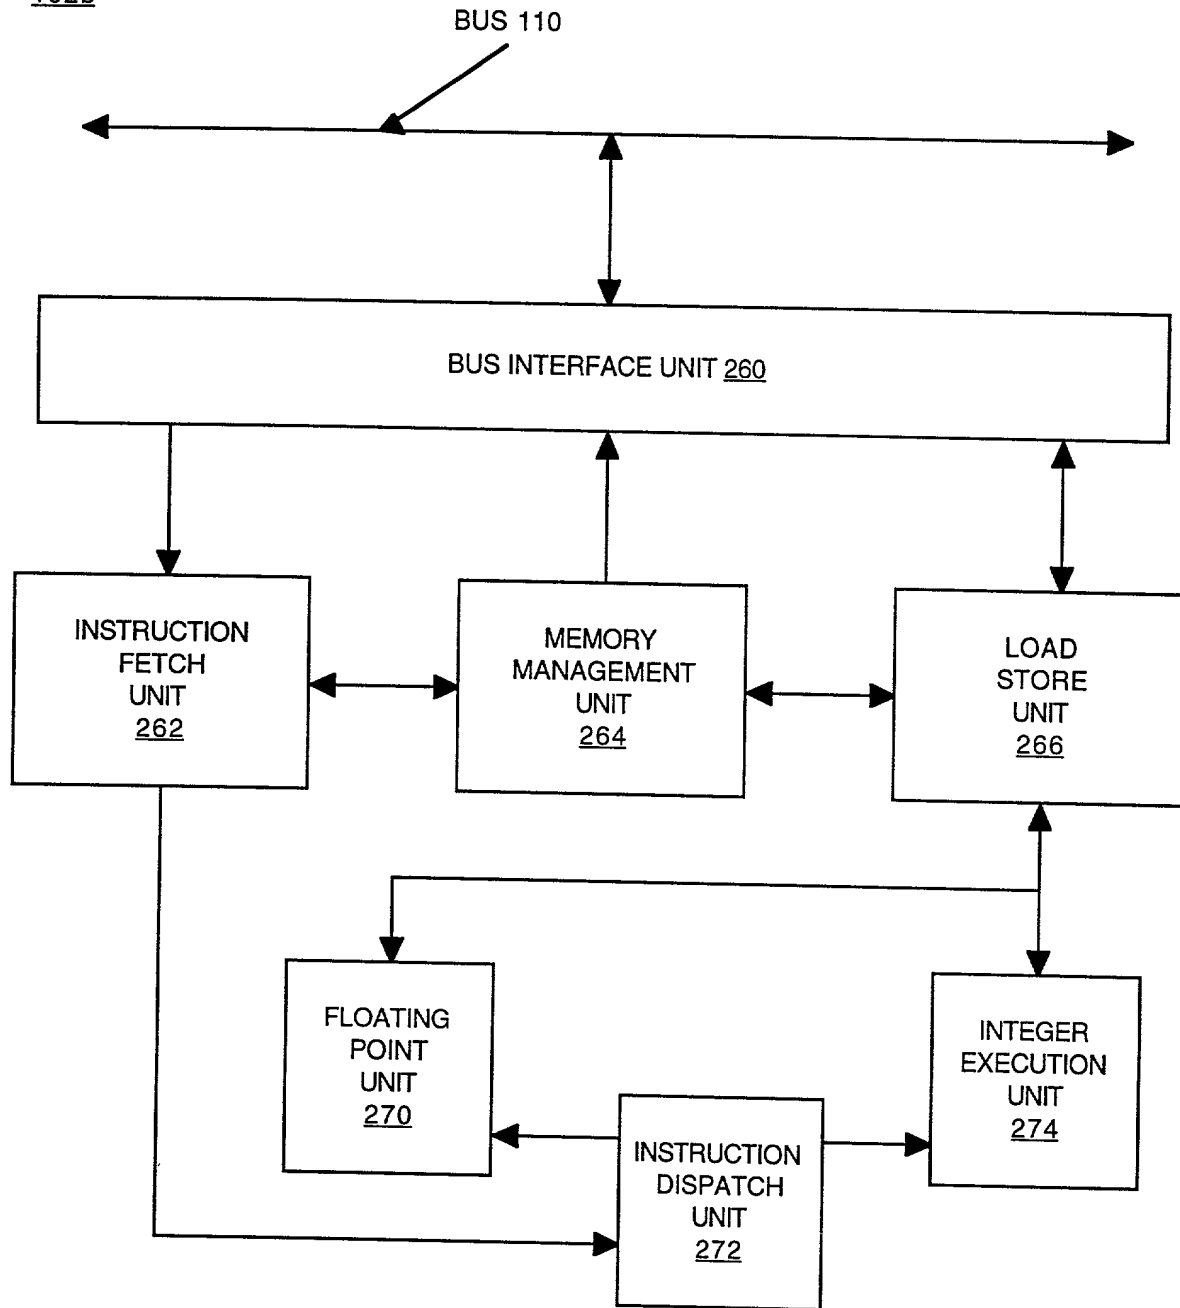 BUS 110
BUS INTERFACE UNIT 260
INSTRUCTION
FETCH
UNIT
262
MEMORY
MANAGEMENT
UNIT
264
LOAD
STORE
UNIT
266
FLOATING
POINT
UNIT
270
INSTRUCTION
DISPATCH
UNIT
272
INTEGER
EXECUTION
UNIT
274